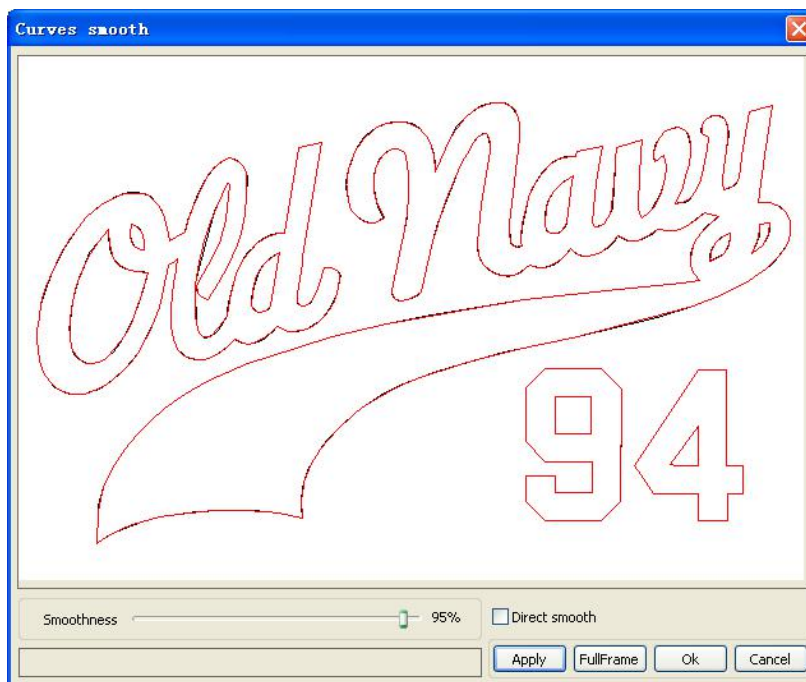 Curves smooth
Old Navy
94
Smoothness 95% Direct smooth
Apply FullFrame Ok Cancel